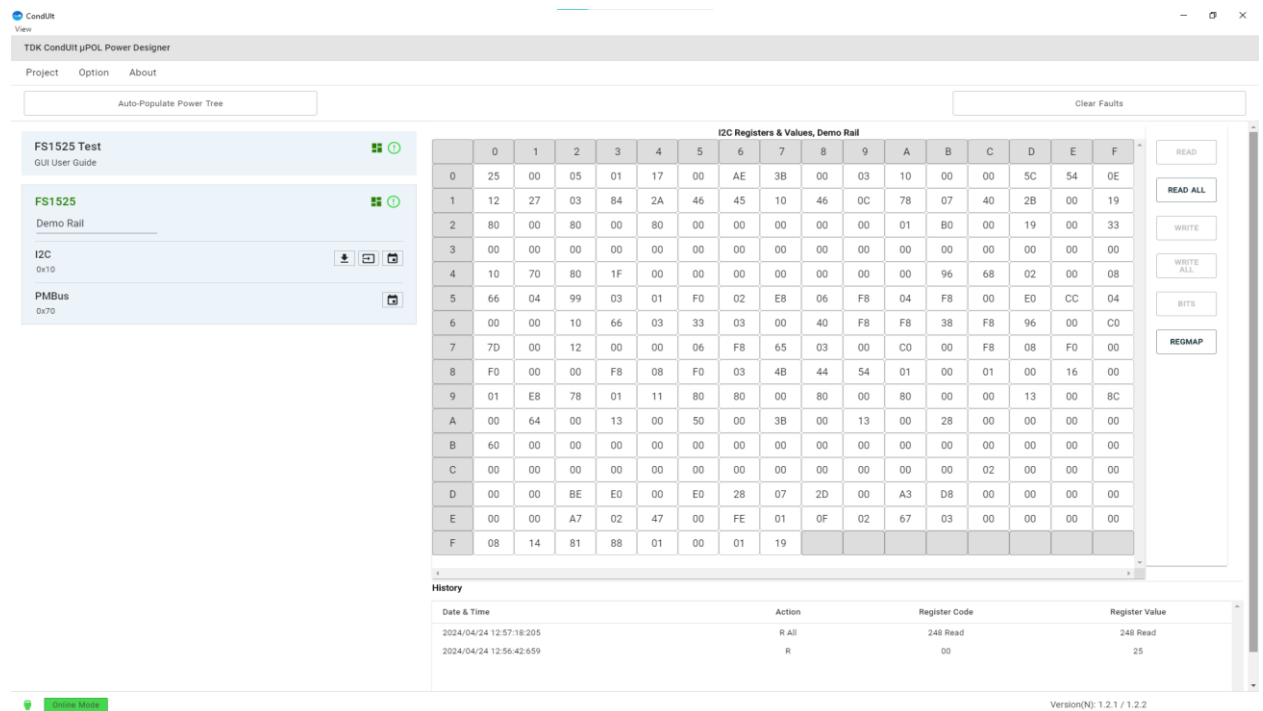 CondUIt
View
TDK CondUIt µPOL Power Designer
Project Option About
Auto-Populate Power Tree
Clear Faults
FS1525 Test
GUI User Guide
FS1525
Demo Rail
I2C
0x10
PMBus
0x70
I2C Registers & Values, Demo Rail
0 1 2 3 4 5 6 7 8 9 A B C D E F
0 25 00 05 01 17 00 AE 3B 00 03 10 00 00 5C 54 0E
1 12 27 03 84 2A 46 45 10 46 0C 78 07 40 2B 00 19
2 80 00 80 00 80 00 00 00 00 00 01 B0 00 19 00 33
3 00 00 00 00 00 00 00 00 00 00 00 00 00 00 00 00
4 10 70 80 1F 00 00 00 00 00 00 00 96 68 02 00 08
5 66 04 99 03 01 F0 02 E8 06 F8 04 F8 00 E0 CC 04
6 00 00 10 66 03 33 03 00 40 F8 F8 38 F8 96 00 C0
7 7D 00 12 00 00 06 F8 65 03 00 C0 00 F8 08 F0 00
8 F0 00 00 F8 08 F0 03 4B 44 54 01 00 01 00 16 00
9 01 E8 78 01 11 80 80 00 80 00 80 00 00 13 00 8C
A 00 64 00 13 00 50 00 3B 00 13 00 28 00 00 00 00
B 60 00 00 00 00 00 00 00 00 00 00 00 00 00 00 00
C 00 00 00 00 00 00 00 00 00 00 00 00 02 00 00 00
D 00 00 BE E0 00 E0 28 07 2D 00 A3 D8 00 00 00 00
E 00 00 A7 02 47 00 FE 01 0F 02 67 03 00 00 00 00
F 08 14 81 88 01 00 01 19
READ
READ ALL
WRITE
WRITE
ALL
BITS
REGMAP
History
Date & Time Action Register Code Register Value
2024/04/24 12:57:18:205 R All 248 Read 248 Read
2024/04/24 12:56:42:659 R 00 25
Online Mode
Version(N): 1.2.1 / 1.2.2